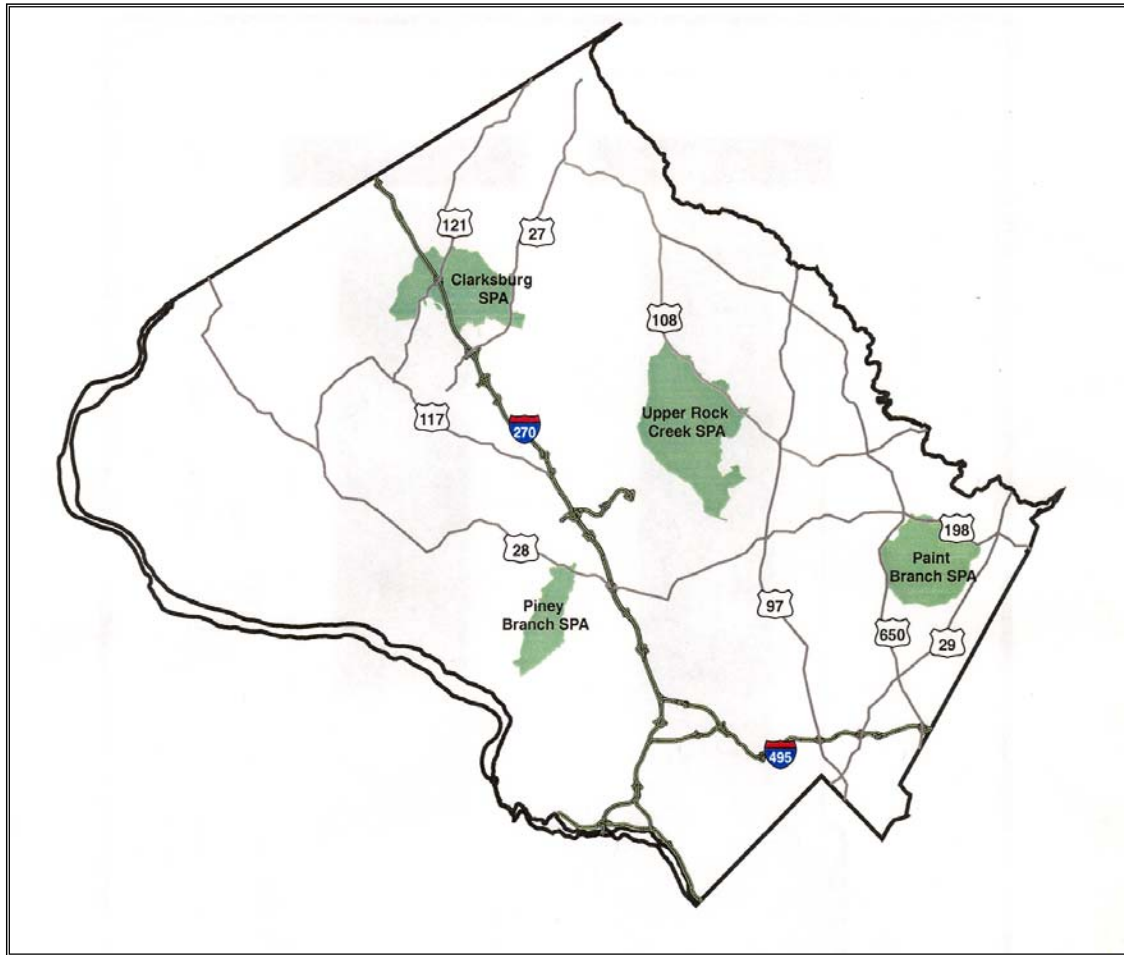 121
27
Clarksburg
SPA
108
Upper Rock
Creek SPA
117
270
28
198
Paint
Branch SPA
Piney
Branch SPA
97
650
29
495